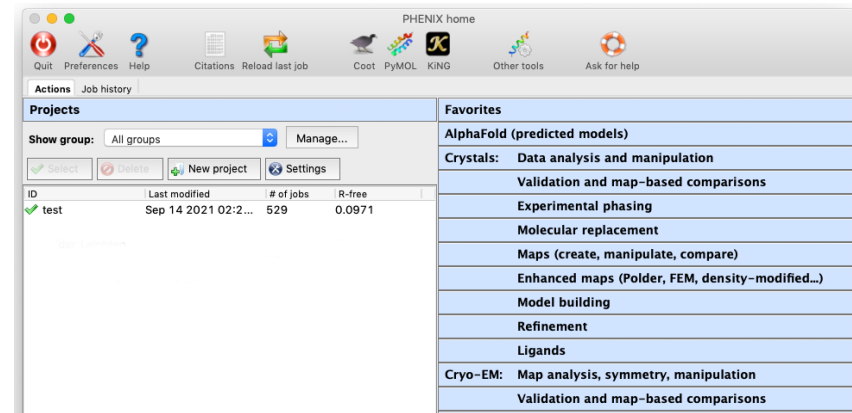 PHENIX home
Quit Preferences Help Citations Reload last job Coot PyMOL KiNG Other tools Ask for help
K
Actions Job history
Projects
Show group: All groups Manage...
Select Delete New project Settings
ID Last modified # of jobs R-free
test Sep 14 2021 02:2... 529 0.0971
Favorites
AlphaFold (predicted models)
Crystals: Data analysis and manipulation
Validation and map-based comparisons
Experimental phasing
Molecular replacement
Maps (create, manipulate, compare)
Enhanced maps (Polder, FEM, density-modified...)
Model building
Refinement
Ligands
Cryo-EM: Map analysis, symmetry, manipulation
Validation and map-based comparisons